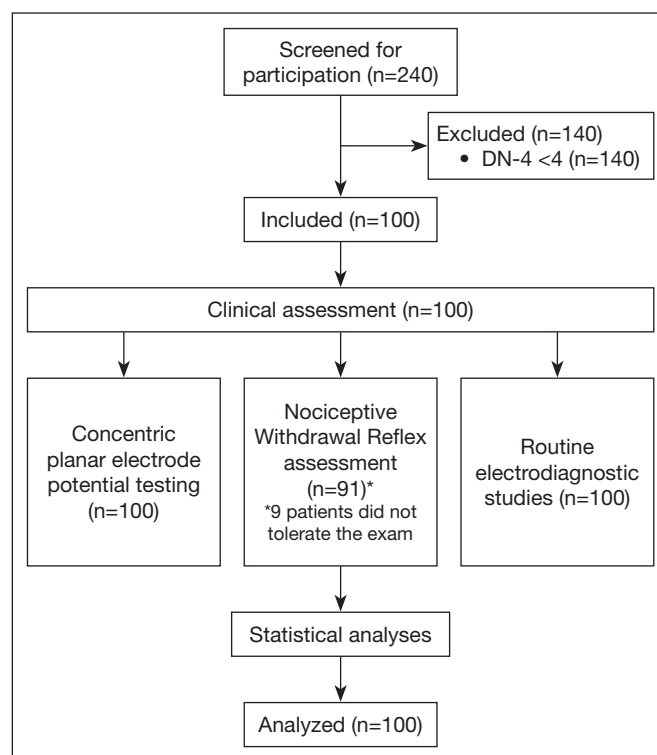 Screened for
participation (n=240)
Excluded (n=140)
• DN-4 <4 (n=140)
Included (n=100)
Clinical assessment (n=100)
Concentric
planar electrode
potential testing
(n=100)
Nociceptive
Withdrawal Reflex
assessment
(n=91)*
*9 patients did not
tolerate the exam
Routine
electrodiagnostic
studies (n=100)
Statistical analyses
Analyzed (n=100)